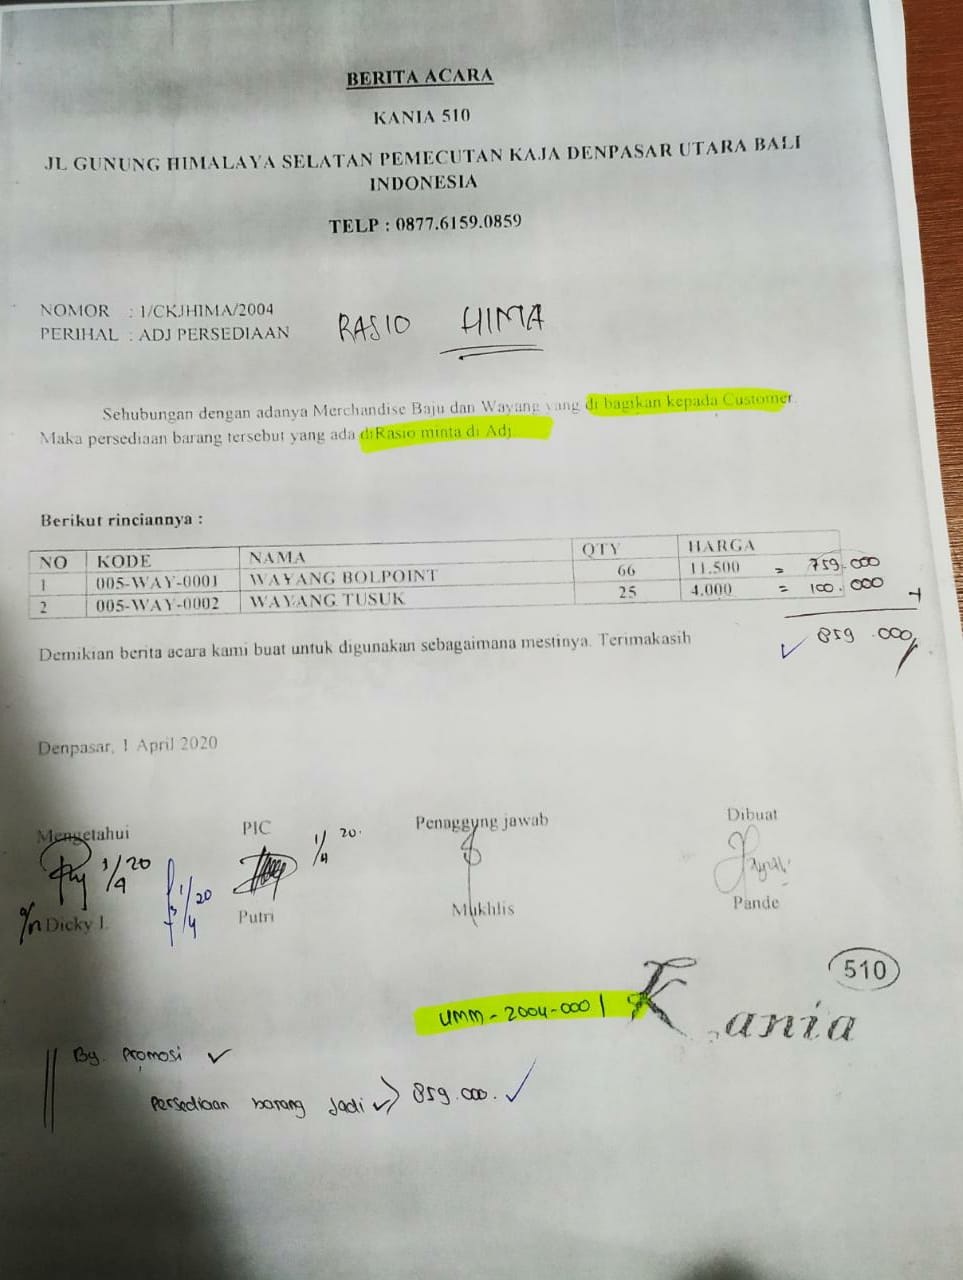 BERITA ACARA
KANIA 510
JL GUNUNG HIMALAYA SELATAN PEMECUTAN KAJA DENPASAR UTARA BALI
INDONESIA
TELP : 0877.6159.0859
NOMOR : 1/CKJHIMA/2004
PERIHAL : ADJ PERSEDIAAN
RASIO HIMA
Sehubungan dengan adanya Merchandise Baju dan Wayang yang di bagikan kepada Customer.
Maka persediaan barang tersebut yang ada diRasio minta di Adj.
Berikut rinciannya :
NO KODE NAMA QTY HARGA
1 005-WAY-0001 WAYANG BOLPOINT 66 11.500 = 759.000
2 005-WAY-0002 WAYANG TUSUK 25 4.000 = 100.000 +
859.000
Demikian berita acara kami buat untuk digunakan sebagaimana mestinya. Terimakasih
Denpasar, 1 April 2020
Mengetahui PIC Penaggung jawab Dibuat
1/4 20 1/4 20.
a/n Dicky I. Putri Mukhlis Pande
510
UMM - 2004-0001
Kania
By. Promosi
Persediaan barang Jadi 859.000.